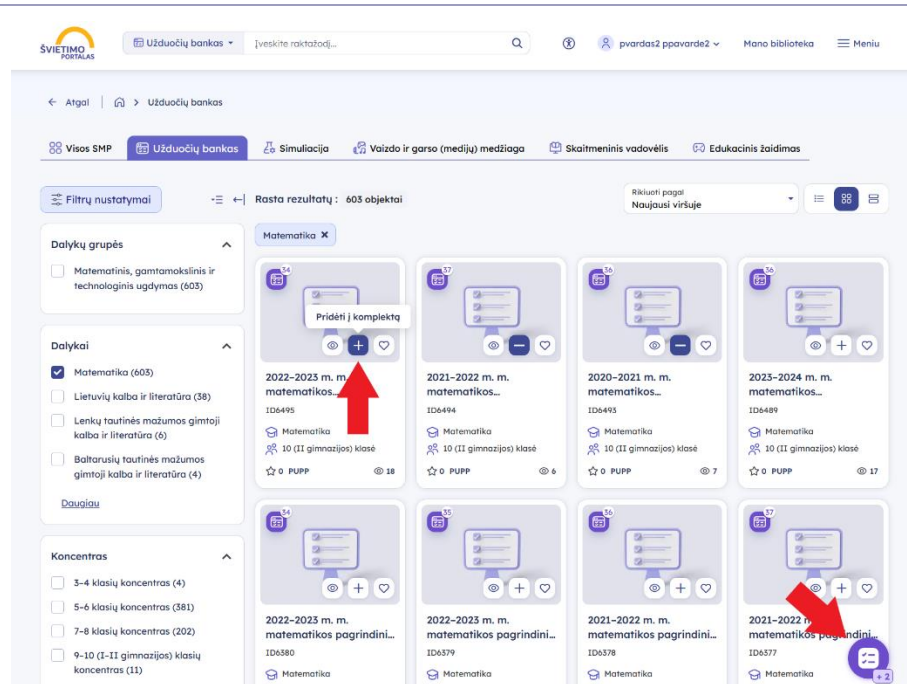 ŠVIETIMO
PORTALAS
Užduočių bankas
Įveskite raktažodį...
pvardas2 ppavarde2
Mano biblioteka
Meniu
Atgal
Užduočių bankas
Visos SMP
Užduočių bankas
Simuliacija
Vaizdo ir garso (medijų) medžiaga
Skaitmeninis vadovėlis
Edukacinis žaidimas
Filtrų nustatymai
Rasta rezultatų : 603 objektai
Rikiuoti pagal
Naujausi viršuje
Matematika ✖
Dalykų grupės
Matematinis, gamtamokslinis ir
technologinis ugdymas (603)
Dalykai
Matematika (603)
Lietuvių kalba ir literatūra (38)
Lenkų tautinės mažumos gimtoji
kalba ir literatūra (6)
Baltarusių tautinės mažumos
gimtoji kalba ir literatūra (4)
Daugiau
Koncentras
3-4 klasių koncentras (4)
5-6 klasių koncentras (381)
7-8 klasių koncentras (202)
9-10 (I-II gimnazijos) klasių
koncentras (11)
34
Pridėti į komplektą
2022-2023 m. m.
matematikos...
ID6495
Matematika
10 (II gimnazijos) klasė
0 PUPP
18
37
2021-2022 m. m.
matematikos...
ID6494
Matematika
10 (II gimnazijos) klasė
0 PUPP
6
36
2020-2021 m. m.
matematikos...
ID6493
Matematika
10 (II gimnazijos) klasė
0 PUPP
7
36
2023-2024 m. m.
matematikos...
ID6489
Matematika
10 (II gimnazijos) klasė
0 PUPP
17
34
2022-2023 m. m.
matematikos pagrindini...
ID6380
Matematika
35
2022-2023 m. m.
matematikos pagrindini...
ID6379
Matematika
36
2021-2022 m. m.
matematikos pagrindini...
ID6378
Matematika
37
2021-2022
matematikos pagrindini...
ID6377
Matematika
+ 2